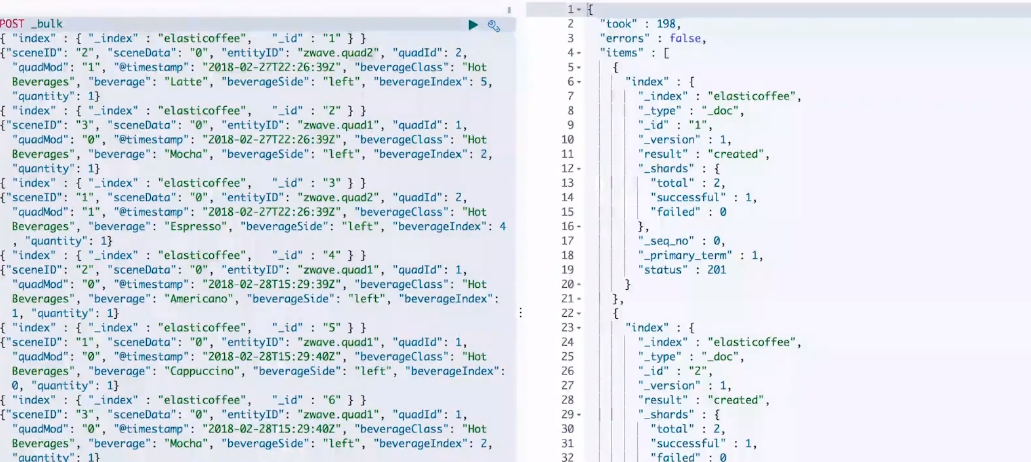 POST _bulk
{ "index" : { "_index" : "elasticoffee",   "_id" : "1" } }
{"sceneID": "2", "sceneData": "0", "entityID": "zwave.quad2", "quadId": 2,
"quadMod": "1", "@timestamp": "2018-02-27T22:26:39Z", "beverageClass": "Hot
Beverages", "beverage": "Latte", "beverageSide": "left", "beverageIndex": 5,
"quantity": 1}
{ "index" : { "_index" : "elasticoffee",   "_id" : "2" } }
{"sceneID": "3", "sceneData": "0", "entityID": "zwave.quad1", "quadId": 1,
"quadMod": "0", "@timestamp": "2018-02-27T22:26:39Z", "beverageClass": "Hot
Beverages", "beverage": "Mocha", "beverageSide": "left", "beverageIndex": 2,
"quantity": 1}
{ "index" : { "_index" : "elasticoffee",   "_id" : "3" } }
{"sceneID": "1", "sceneData": "0", "entityID": "zwave.quad2", "quadId": 2,
"quadMod": "1", "@timestamp": "2018-02-27T22:26:39Z", "beverageClass": "Hot
Beverages", "beverage": "Espresso", "beverageSide": "left", "beverageIndex": 4
, "quantity": 1}
{ "index" : { "_index" : "elasticoffee",   "_id" : "4" } }
{"sceneID": "2", "sceneData": "0", "entityID": "zwave.quad1", "quadId": 1,
"quadMod": "0", "@timestamp": "2018-02-28T15:29:39Z", "beverageClass": "Hot
Beverages", "beverage": "Americano", "beverageSide": "left", "beverageIndex":
1, "quantity": 1}
{ "index" : { "_index" : "elasticoffee",   "_id" : "5" } }
{"sceneID": "1", "sceneData": "0", "entityID": "zwave.quad1", "quadId": 1,
"quadMod": "0", "@timestamp": "2018-02-28T15:29:40Z", "beverageClass": "Hot
Beverages", "beverage": "Cappuccino", "beverageSide": "left", "beverageIndex":
0, "quantity": 1}
{ "index" : { "_index" : "elasticoffee",   "_id" : "6" } }
{"sceneID": "3", "sceneData": "0", "entityID": "zwave.quad1", "quadId": 1,
"quadMod": "0", "@timestamp": "2018-02-28T15:29:40Z", "beverageClass": "Hot
Beverages", "beverage": "Mocha", "beverageSide": "left", "beverageIndex": 2,
"quantity": 1}
1 {
2 "took" : 198,
3 "errors" : false,
4 "items" : [
5 {
6 "index" : {
7 "_index" : "elasticoffee",
8 "_type" : "_doc",
9 "_id" : "1",
10 "_version" : 1,
11 "result" : "created",
12 "_shards" : {
13 "total" : 2,
14 "successful" : 1,
15 "failed" : 0
16 },
17 "_seq_no" : 0,
18 "_primary_term" : 1,
19 "status" : 201
20 }
21 },
22 {
23 "index" : {
24 "_index" : "elasticoffee",
25 "_type" : "_doc",
26 "_id" : "2",
27 "_version" : 1,
28 "result" : "created",
29 "_shards" : {
30 "total" : 2,
31 "successful" : 1,
32 "failed" : 0